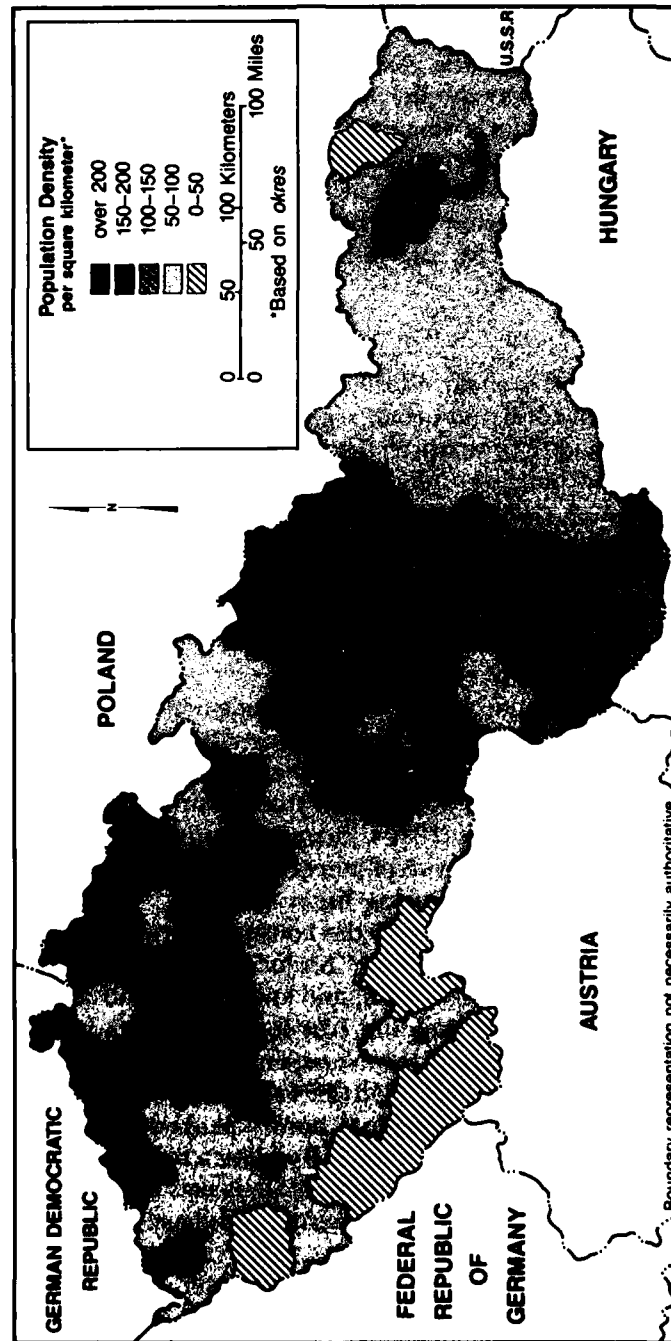 Population Density
per square kilometer*
over 200
150–200
100–150
50–100
0–50
0 50 100 Kilometers
0 50 100 Miles
*Based on okres
N
GERMAN DEMOCRATIC
REPUBLIC
POLAND
U.S.S.R
FEDERAL
REPUBLIC
OF
GERMANY
AUSTRIA
HUNGARY
Boundary representation not necessarily authoritative